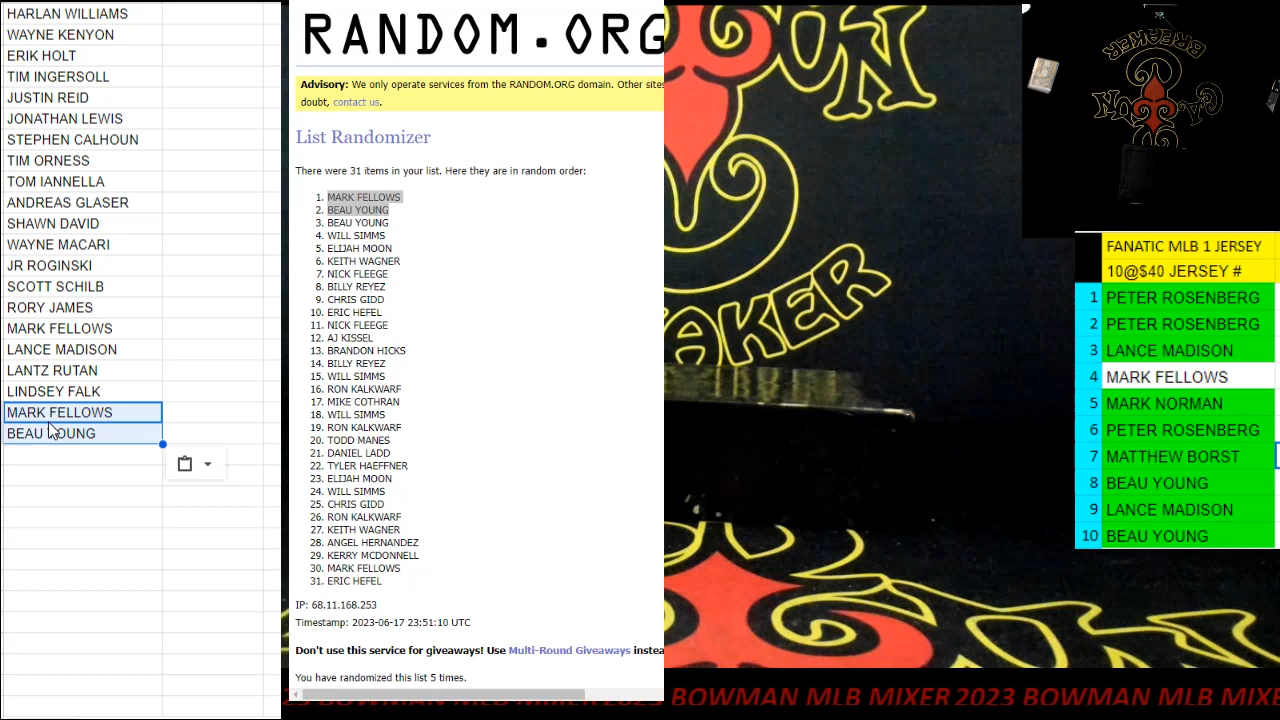 HARLAN WILLIAMS
WAYNE KENYON
ERIK HOLT
TIM INGERSOLL
JUSTIN REID
JONATHAN LEWIS
STEPHEN CALHOUN
TIM ORNESS
TOM IANNELLA
ANDREAS GLASER
SHAWN DAVID
WAYNE MACARI
JR ROGINSKI
SCOTT SCHILB
RORY JAMES
MARK FELLOWS
LANCE MADISON
LANTZ RUTAN
LINDSEY FALK
MARK FELLOWS
BEAU YOUNG
RANDOM.ORG
Advisory: We only operate services from the RANDOM.ORG domain. Other sites
doubt, contact us.
List Randomizer
There were 31 items in your list. Here they are in random order:
1. MARK FELLOWS
2. BEAU YOUNG
3. BEAU YOUNG
4. WILL SIMMS
5. ELIJAH MOON
6. KEITH WAGNER
7. NICK FLEEGE
8. BILLY REYEZ
9. CHRIS GIDD
10. ERIC HEFEL
11. NICK FLEEGE
12. AJ KISSEL
13. BRANDON HICKS
14. BILLY REYEZ
15. WILL SIMMS
16. RON KALKWARF
17. MIKE COTHRAN
18. WILL SIMMS
19. RON KALKWARF
20. TODD MANES
21. DANIEL LADD
22. TYLER HAEFFNER
23. ELIJAH MOON
24. WILL SIMMS
25. CHRIS GIDD
26. RON KALKWARF
27. KEITH WAGNER
28. ANGEL HERNANDEZ
29. KERRY MCDONNELL
30. MARK FELLOWS
31. ERIC HEFEL
IP: 68.11.168.253
Timestamp: 2023-06-17 23:51:10 UTC
Don't use this service for giveaways! Use Multi-Round Giveaways instea
You have randomized this list 5 times.
ON
AKER
BREAKER
FANATIC MLB 1 JERSEY
10@$40 JERSEY #
1 PETER ROSENBERG
2 PETER ROSENBERG
3 LANCE MADISON
4 MARK FELLOWS
5 MARK NORMAN
6 PETER ROSENBERG
7 MATTHEW BORST
8 BEAU YOUNG
9 LANCE MADISON
10 BEAU YOUNG
23 BOWMAN MLB MIXER 2023 BOWMAN MLB MIXER 2023 BOWMAN MLB MIXE